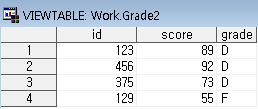 VIEWTABLE: Work.Grade2
id score grade
1 123 89 D
2 456 92 D
3 375 73 D
4 129 55 F